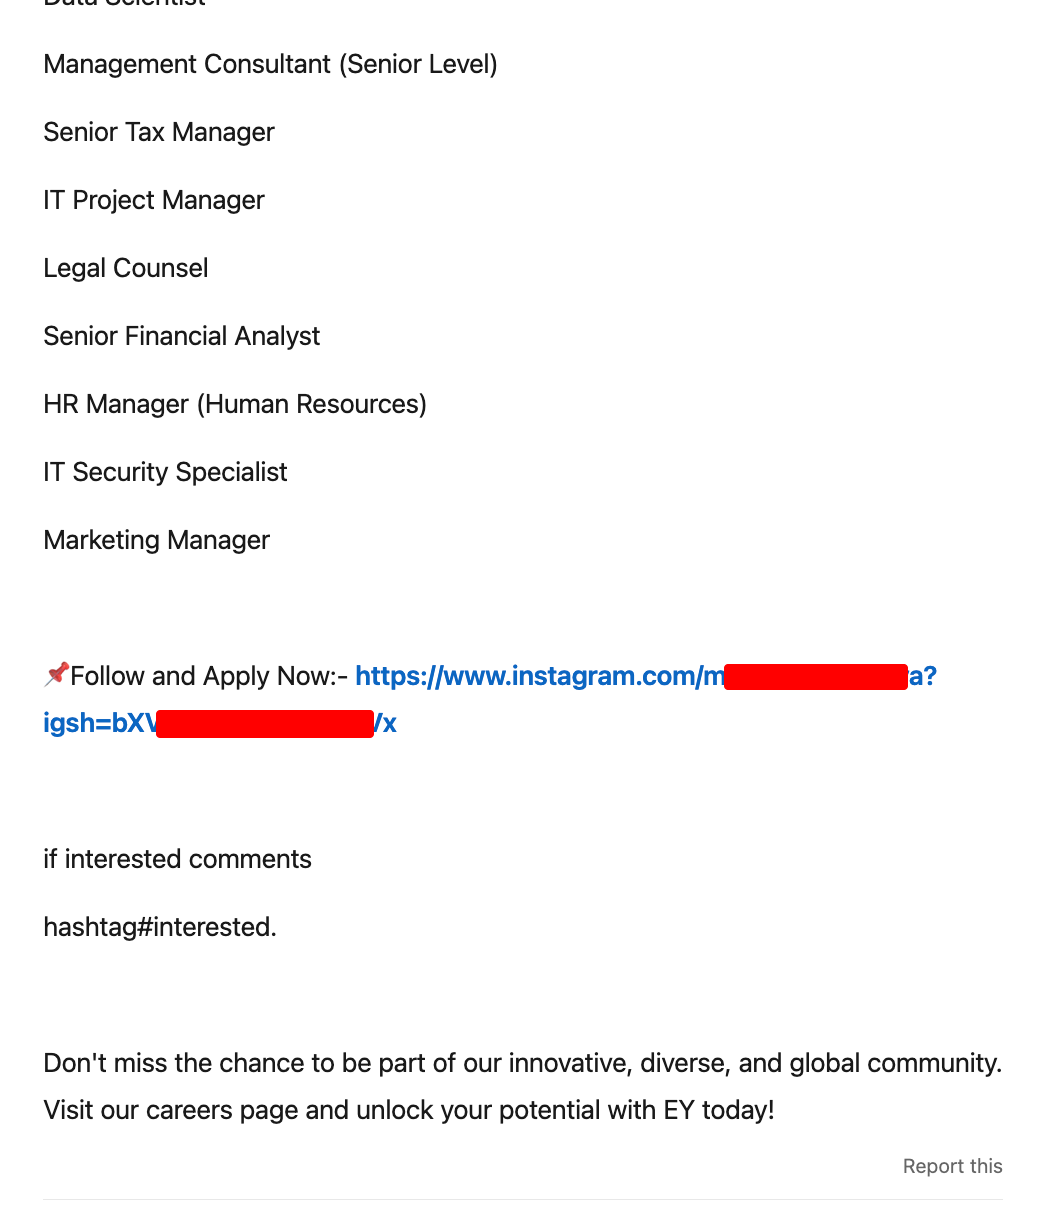 Management Consultant (Senior Level)
Senior Tax Manager
IT Project Manager
Legal Counsel
Senior Financial Analyst
HR Manager (Human Resources)
IT Security Specialist
Marketing Manager
📌Follow and Apply Now:- https://www.instagram.com/m a?
igsh=bXV /x
if interested comments
hashtag#interested.
Don't miss the chance to be part of our innovative, diverse, and global community.
Visit our careers page and unlock your potential with EY today!
Report this